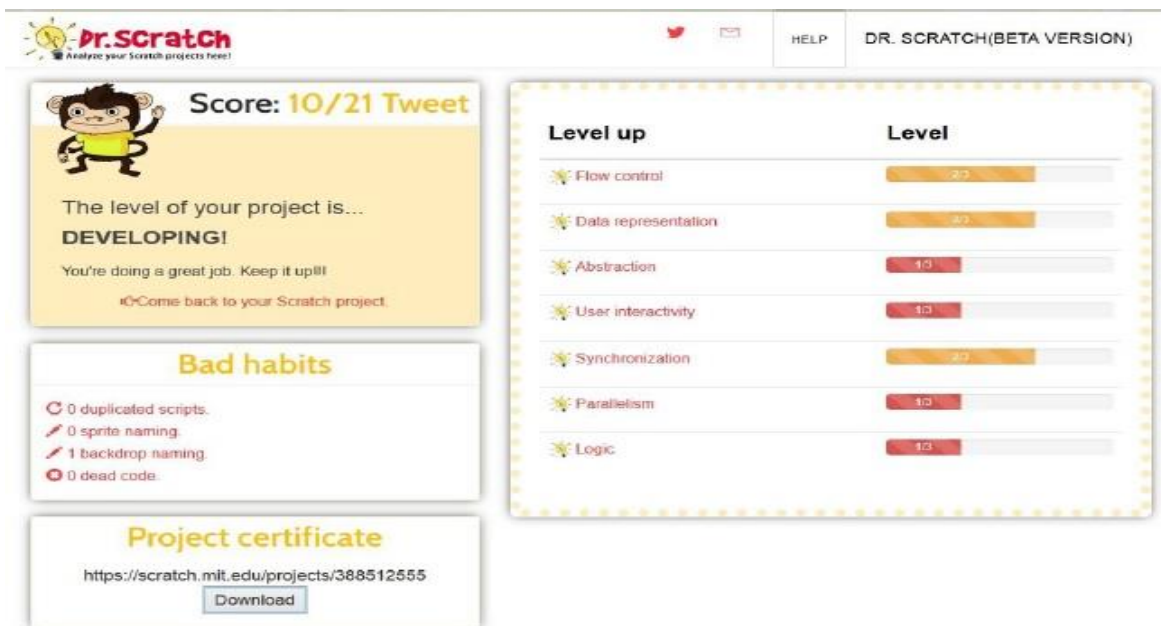 Dr.Scratch
Analyze your Scratch projects here!
HELP
DR. SCRATCH(BETA VERSION)
Score: 10/21 Tweet
The level of your project is...
DEVELOPING!
You're doing a great job. Keep it up!!!
Come back to your Scratch project.
Bad habits
0 duplicated scripts.
0 sprite naming.
1 backdrop naming.
0 dead code.
Project certificate
https://scratch.mit.edu/projects/388512555
Download
Level up Level
Flow control 2/3
Data representation 2/3
Abstraction 1/3
User interactivity 1/3
Synchronization 2/3
Parallelism 1/3
Logic 1/3